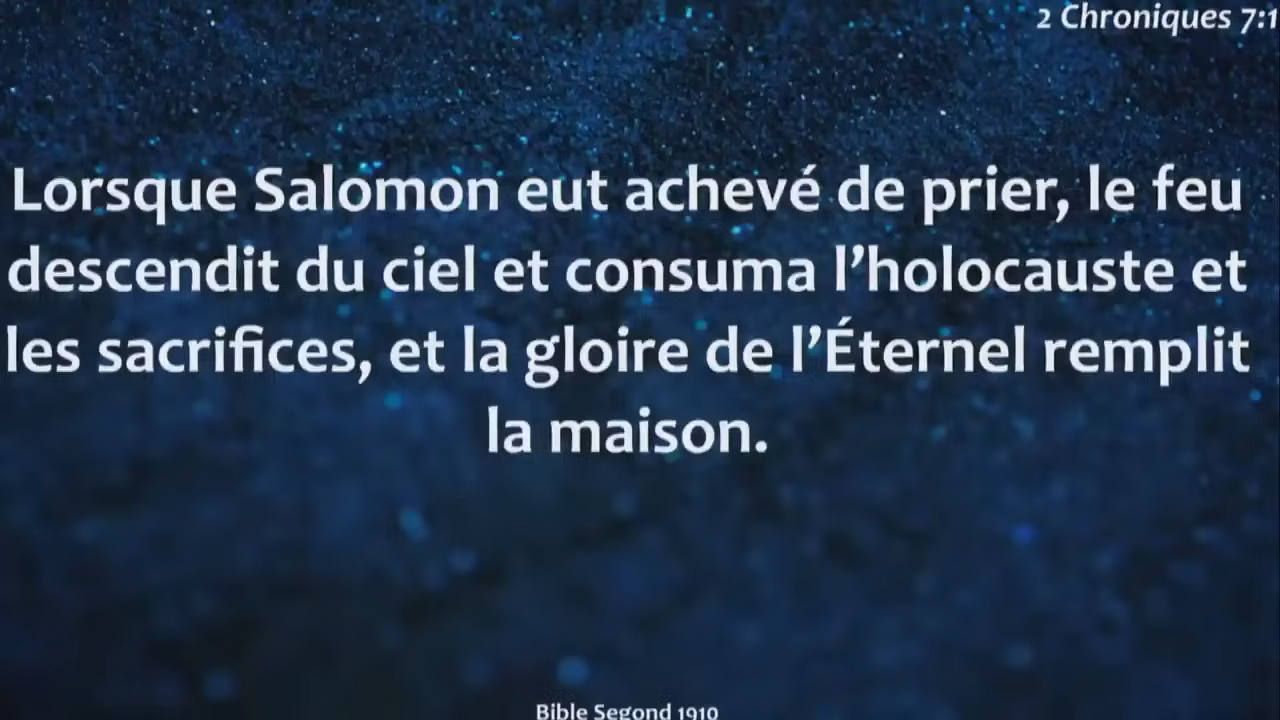 2 Chroniques 7:1
Lorsque Salomon eut achevé de prier, le feu
descendit du ciel et consuma l’holocauste et
les sacrifices, et la gloire de l’Éternel remplit
la maison.
Bible Segond 1910